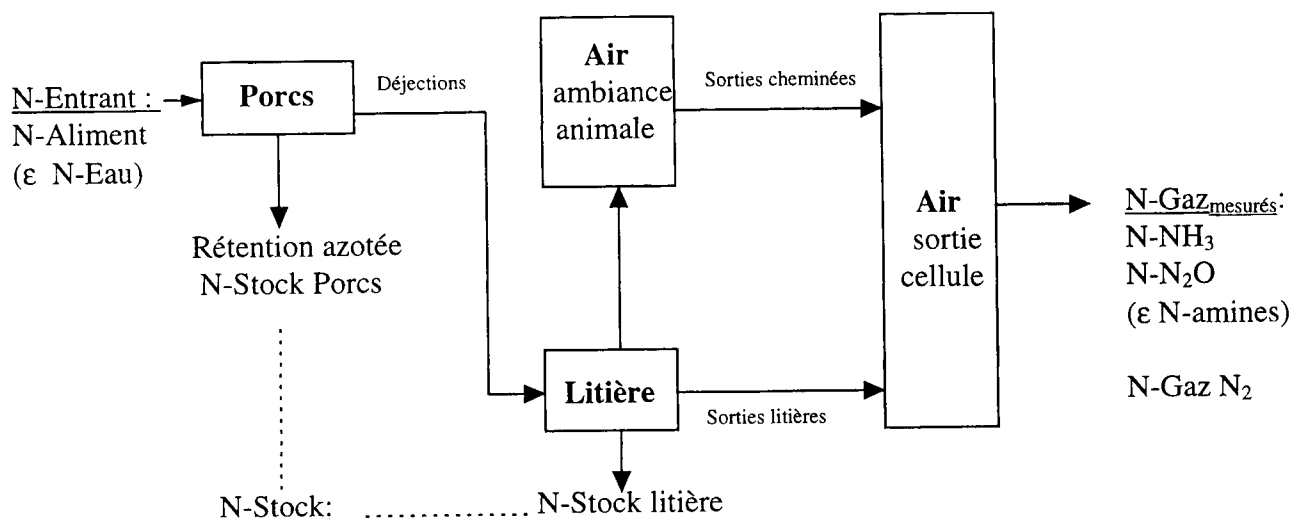 N-Entrant :
N-Aliment
(ε N-Eau)
Porcs
Déjections
Rétention azotée
N-Stock Porcs
Air
ambiance
animale
Sorties cheminées
Litière
Sorties litières
Air
sortie
cellule
N-Gaz mesurés:
N-NH3
N-N2O
(ε N-amines)
N-Gaz N2
N-Stock: .............. N-Stock litière